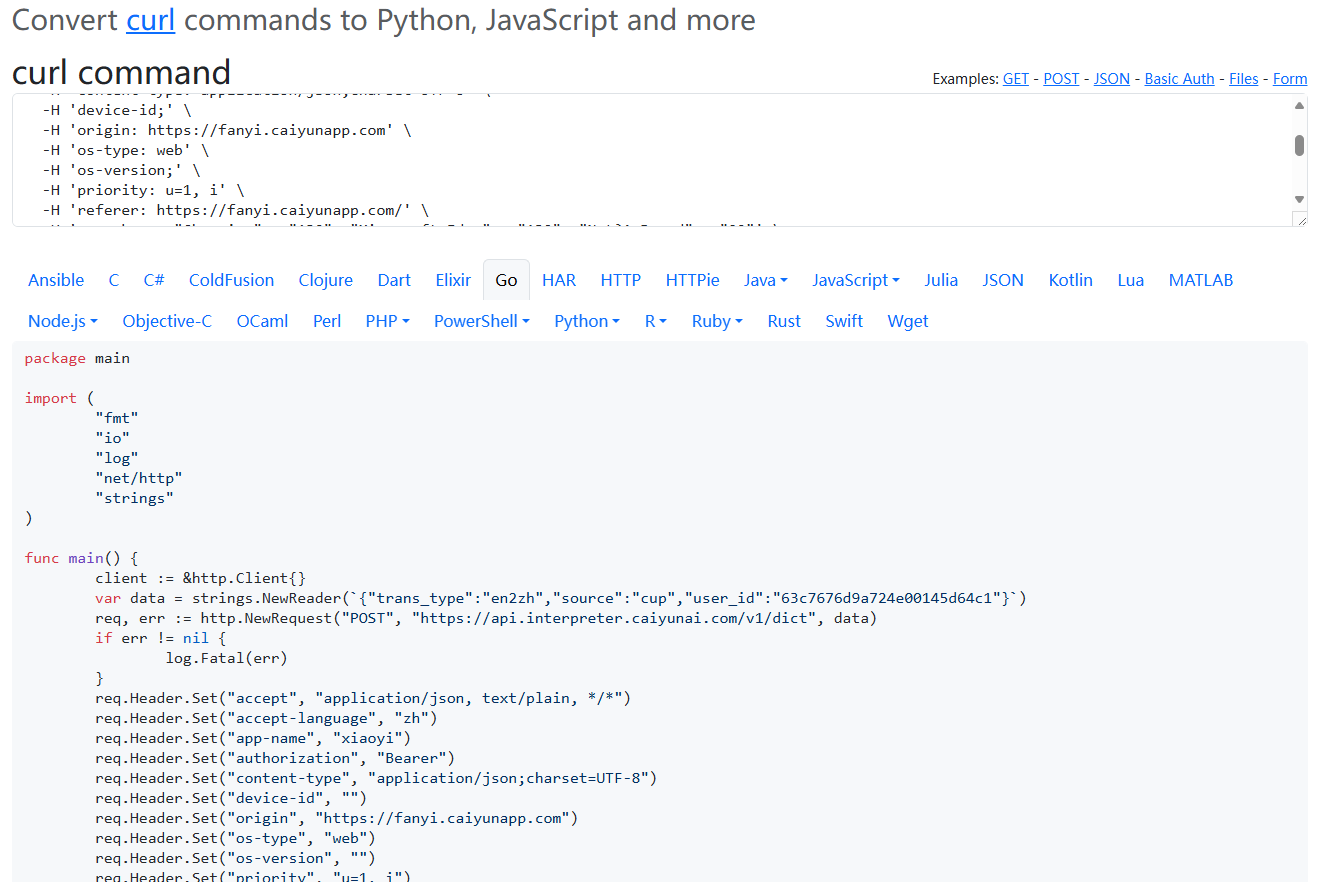 Convert curl commands to Python, JavaScript and more
curl command
Examples: GET - POST - JSON - Basic Auth - Files - Form
-H 'content-type: application/json;charset=UTF-8' \
-H 'device-id;' \
-H 'origin: https://fanyi.caiyunapp.com' \
-H 'os-type: web' \
-H 'os-version;' \
-H 'priority: u=1, i' \
-H 'referer: https://fanyi.caiyunapp.com/' \
Ansible C C# ColdFusion Clojure Dart Elixir Go HAR HTTP HTTPie Java JavaScript Julia JSON Kotlin Lua MATLAB
Node.js Objective-C OCaml Perl PHP PowerShell Python R Ruby Rust Swift Wget
package main
import (
"fmt"
"io"
"log"
"net/http"
"strings"
)
func main() {
client := &http.Client{}
var data = strings.NewReader(`{"trans_type":"en2zh","source":"cup","user_id":"63c7676d9a724e00145d64c1"}`)
req, err := http.NewRequest("POST", "https://api.interpreter.caiyunai.com/v1/dict", data)
if err != nil {
log.Fatal(err)
}
req.Header.Set("accept", "application/json, text/plain, */*")
req.Header.Set("accept-language", "zh")
req.Header.Set("app-name", "xiaoyi")
req.Header.Set("authorization", "Bearer")
req.Header.Set("content-type", "application/json;charset=UTF-8")
req.Header.Set("device-id", "")
req.Header.Set("origin", "https://fanyi.caiyunapp.com")
req.Header.Set("os-type", "web")
req.Header.Set("os-version", "")
req.Header.Set("priority", "u=1, i")